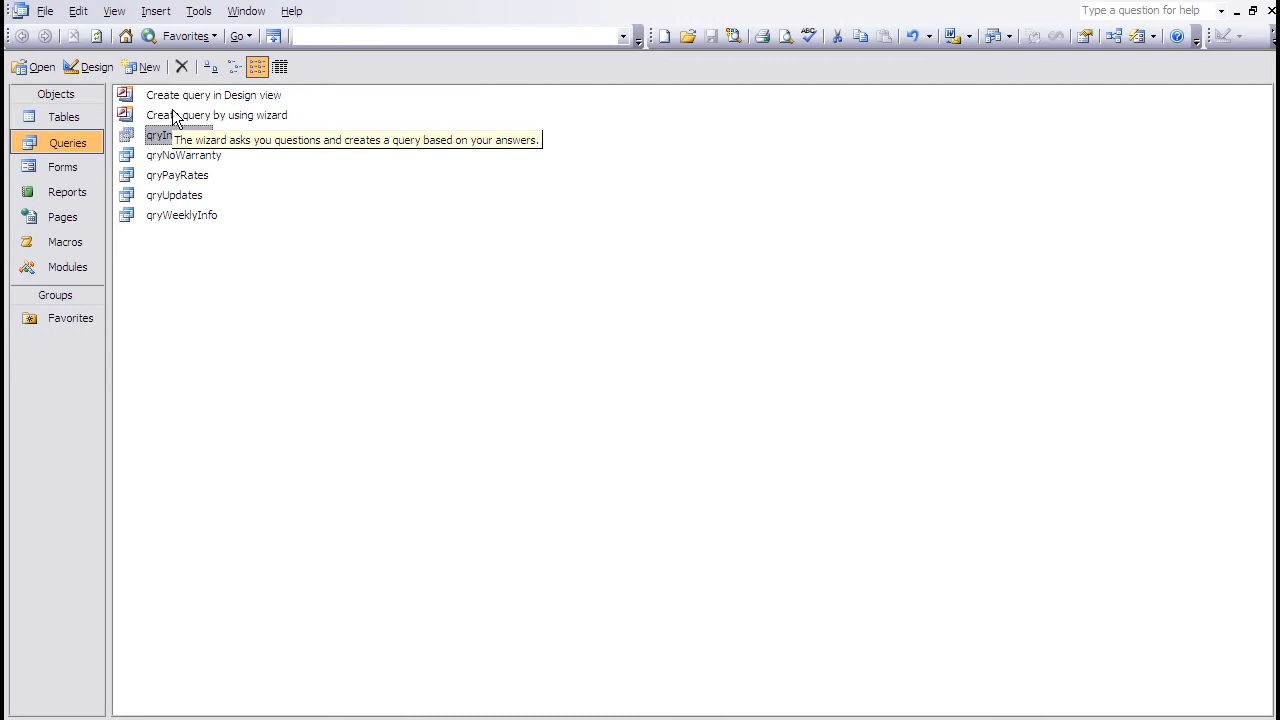 File Edit View Insert Tools Window Help Type a question for help
Favorites Go
Open Design New
Objects
Tables
Queries
Forms
Reports
Pages
Macros
Modules
Groups
Favorites
Create query in Design view
Create query by using wizard
The wizard asks you questions and creates a query based on your answers.
qryNoWarranty
qryPayRates
qryUpdates
qryWeeklyInfo